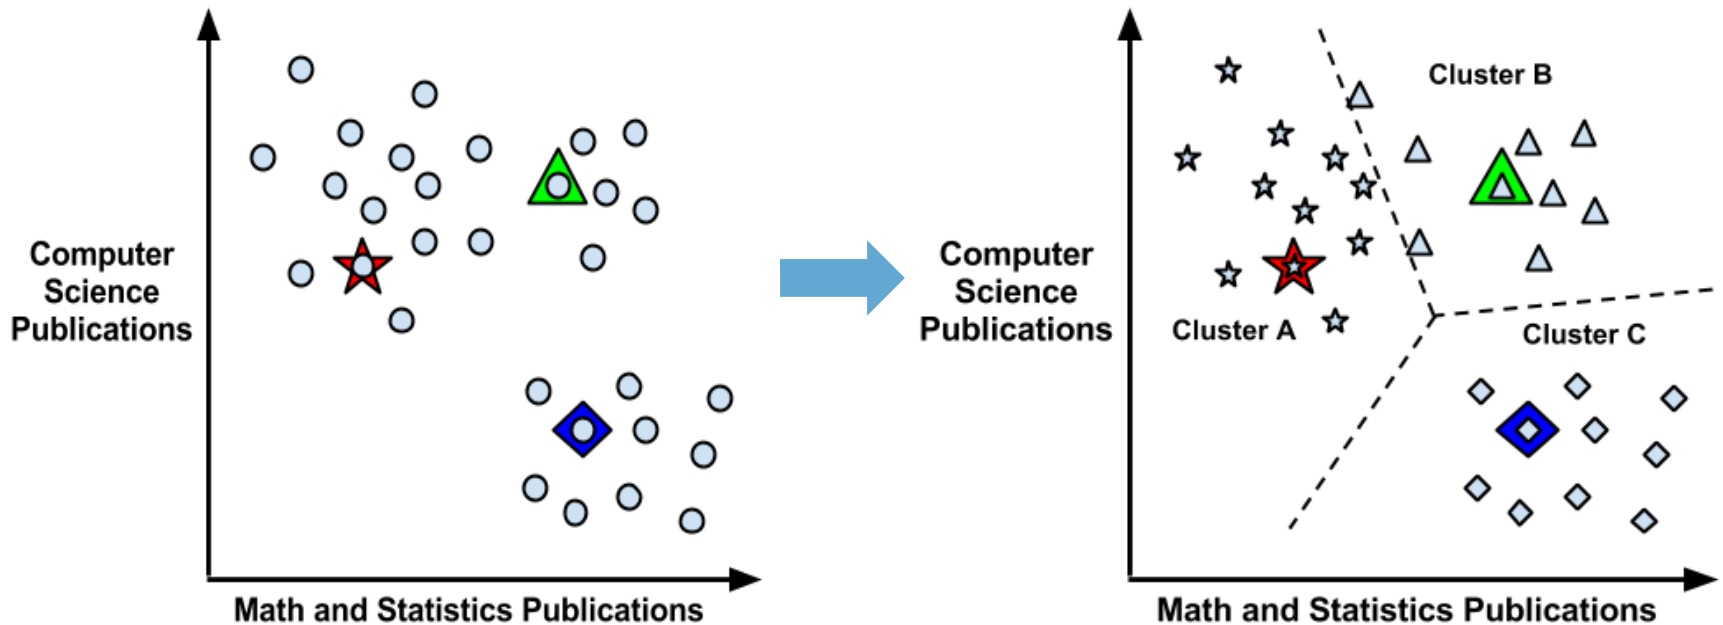 Computer
Science
Publications
Math and Statistics Publications
Cluster B
Computer
Science
Publications
Cluster A
Cluster C
Math and Statistics Publications